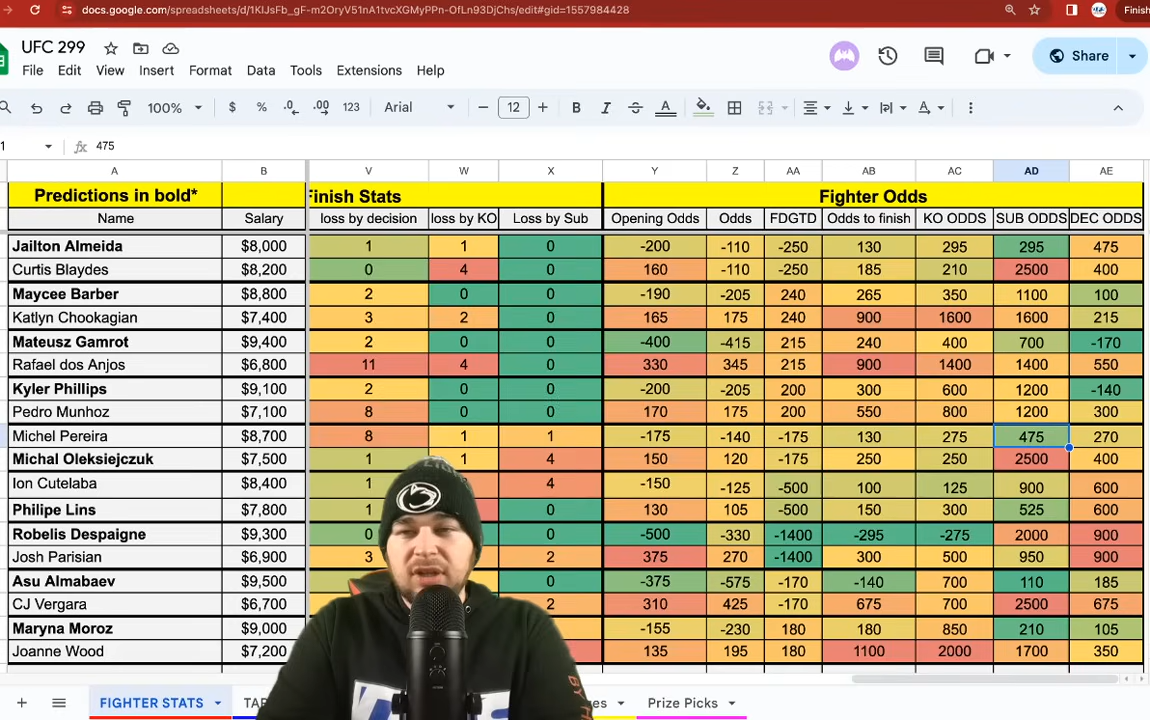 docs.google.com/spreadsheets/d/1KIJsFb_gF-m2OryV51nA1tvcXGMyPPn-OfLn93DjChs/edit#gid=1557984428 Finish
UFC 299
File Edit View Insert Format Data Tools Extensions Help Share
100% $ % .0 .00 123 Arial 12 B I A
1 fx 475
A B V W X Y Z AA AB AC AD AE
Predictions in bold* Finish Stats Fighter Odds
Name Salary loss by decision loss by KO Loss by Sub Opening Odds Odds FDGTD Odds to finish KO ODDS SUB ODDS DEC ODDS
Jailton Almeida $8,000 1 1 0 -200 -110 -250 130 295 295 475
Curtis Blaydes $8,200 0 4 0 160 -110 -250 185 210 2500 400
Maycee Barber $8,800 2 0 0 -190 -205 240 265 350 1100 100
Katlyn Chookagian $7,400 3 2 0 165 175 240 900 1600 1600 215
Mateusz Gamrot $9,400 2 0 0 -400 -415 215 240 400 700 -170
Rafael dos Anjos $6,800 11 4 0 330 345 215 900 1400 1400 550
Kyler Phillips $9,100 2 0 0 -200 -205 200 300 600 1200 -140
Pedro Munhoz $7,100 8 0 0 170 175 200 550 800 1200 300
Michel Pereira $8,700 8 1 1 -175 -140 -175 130 275 475 270
Michal Oleksiejczuk $7,500 1 1 4 150 120 -175 250 250 2500 400
Ion Cutelaba $8,400 1 4 -150 -125 -500 100 125 900 600
Philipe Lins $7,800 1 0 130 105 -500 150 300 525 600
Robelis Despaigne $9,300 0 0 -500 -330 -1400 -295 -275 2000 900
Josh Parisian $6,900 3 2 375 270 -1400 300 500 950 900
Asu Almabaev $9,500 0 -375 -575 -170 -140 700 110 185
CJ Vergara $6,700 2 310 425 -170 675 700 2500 675
Maryna Moroz $9,000 -155 -230 180 180 850 210 105
Joanne Wood $7,200 135 195 180 1100 2000 1700 350
FIGHTER STATS Prize Picks